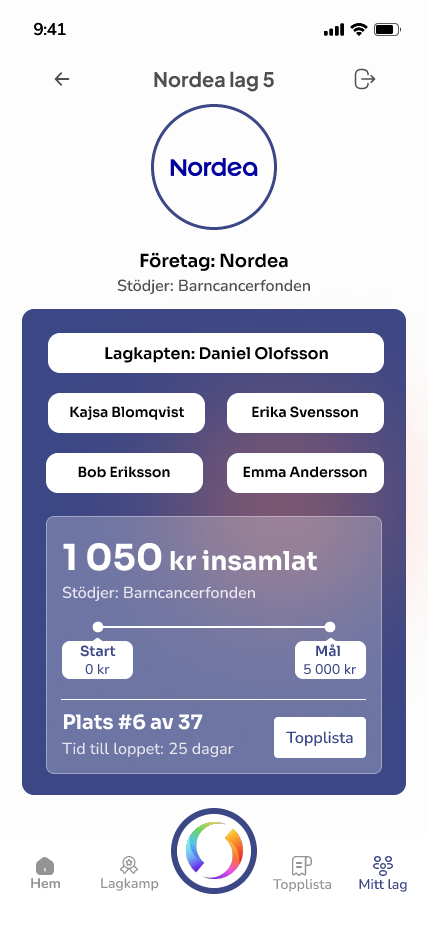 9:41
Nordea lag 5
Nordea
Företag: Nordea
Stödjer: Barncancerfonden
Lagkapten: Daniel Olofsson
Kajsa Blomqvist
Erika Svensson
Bob Eriksson
Emma Andersson
1 050 kr insamlat
Stödjer: Barncancerfonden
Start
0 kr
Mål
5 000 kr
Plats #6 av 37
Tid till loppet: 25 dagar
Topplista
Hem
Lagkamp
Topplista
Mitt lag